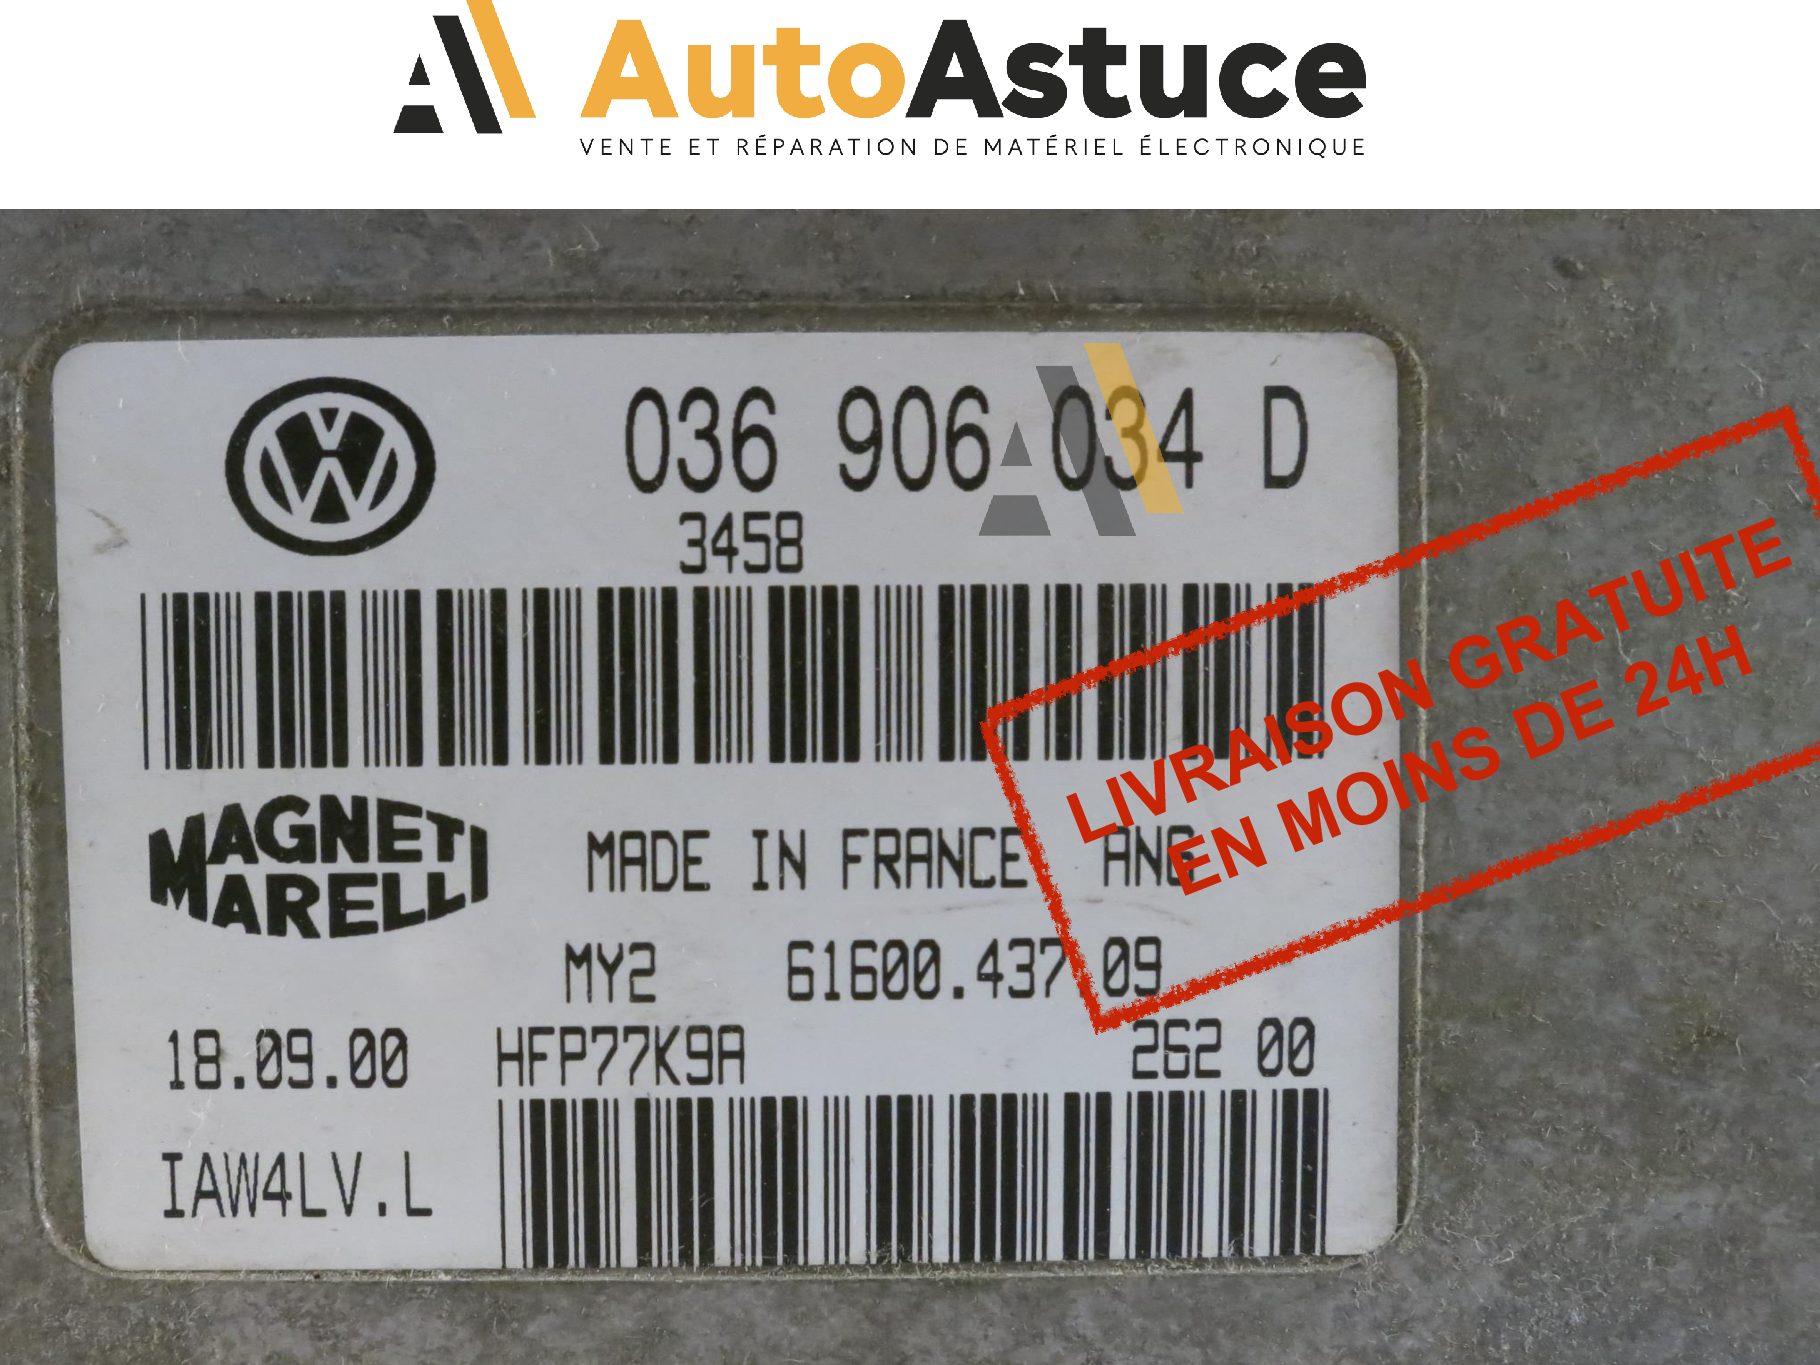 AutoAstuce
VENTE ET RÉPARATION DE MATÉRIEL ÉLECTRONIQUE
036 906 034 D
3458
LIVRAISON GRATUITE
EN MOINS DE 24H
MAGNETI
MARELLI
MADE IN FRANCE ANG
MY2 61600.437.09
18.09.00 HFP77K9A 262 00
IAW4LV.L